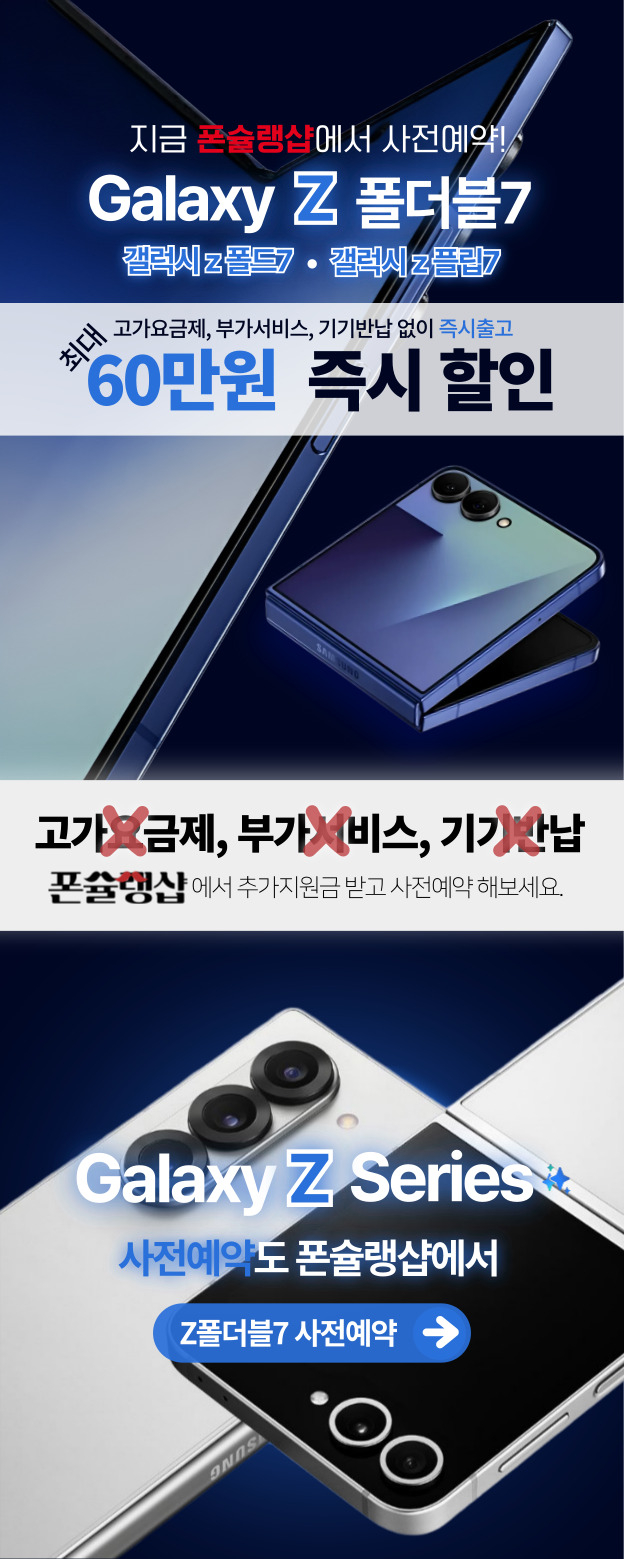 지금 폰슐랭샵에서 사전예약!
Galaxy Z 폴더블7
갤럭시 z 폴드7 • 갤럭시 z 플립7
최대
고가요금제, 부가서비스, 기기반납 없이 즉시출고
60만원 즉시 할인
SAMSUNG
고가요금제, 부가서비스, 기기반납
폰슐랭샵에서 추가지원금 받고 사전예약 해보세요.
Galaxy Z Series
사전예약도 폰슐랭샵에서
Z폴더블7 사전예약
SUNG